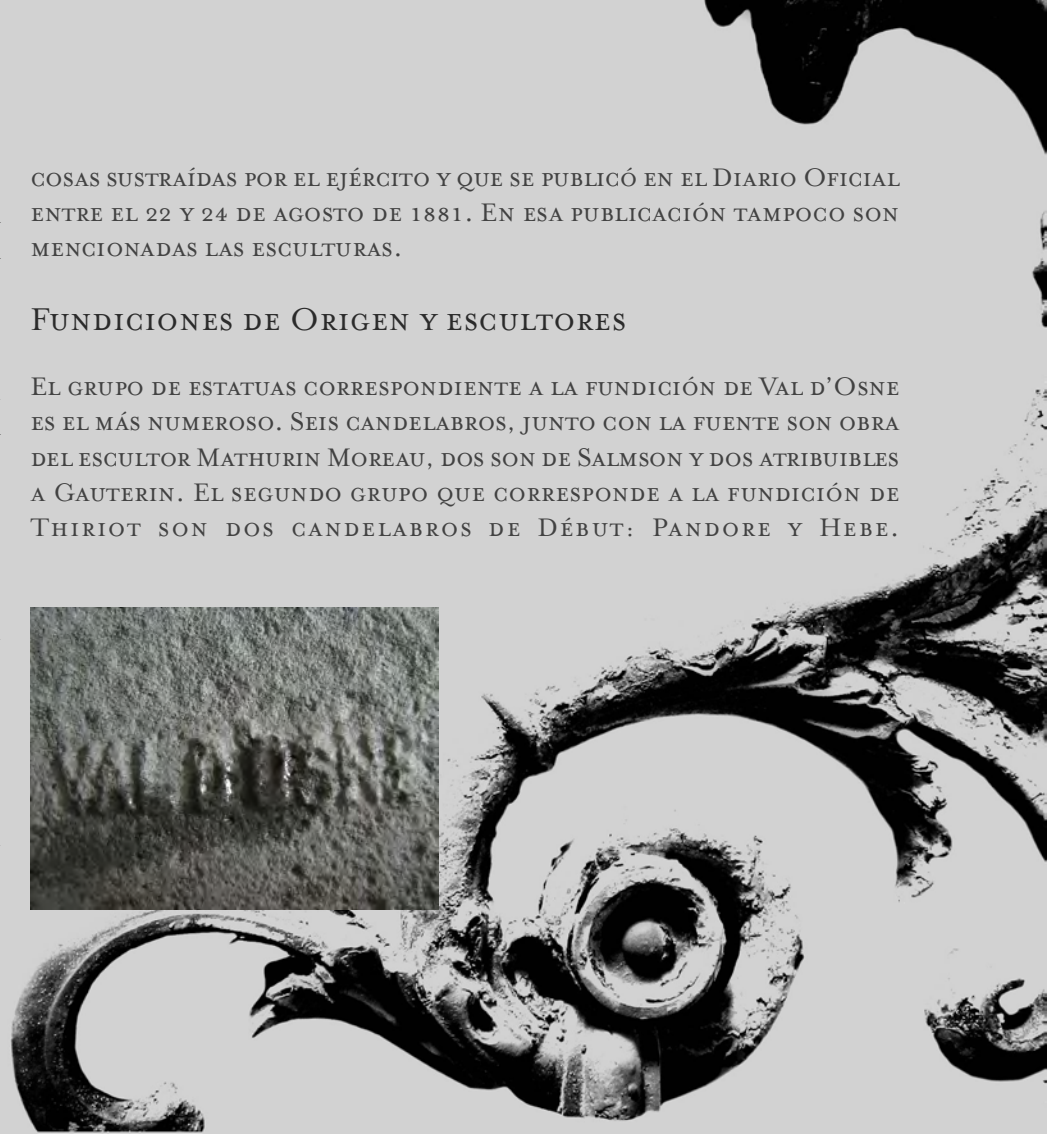 cosas sustraídas por el ejército y que se publicó en el Diario Oficial
entre el 22 y 24 de agosto de 1881. En esa publicación tampoco son
mencionadas las esculturas.
Fundiciones de Origen y escultores
El grupo de estatuas correspondiente a la fundición de Val d’Osne
es el más numeroso. Seis candelabros, junto con la fuente son obra
del escultor Mathurin Moreau, dos son de Salmson y dos atribuibles
a Gauterin. El segundo grupo que corresponde a la fundición de
Thiriot son dos candelabros de Début: Pandore y Hebe.
VAL D'OSNE